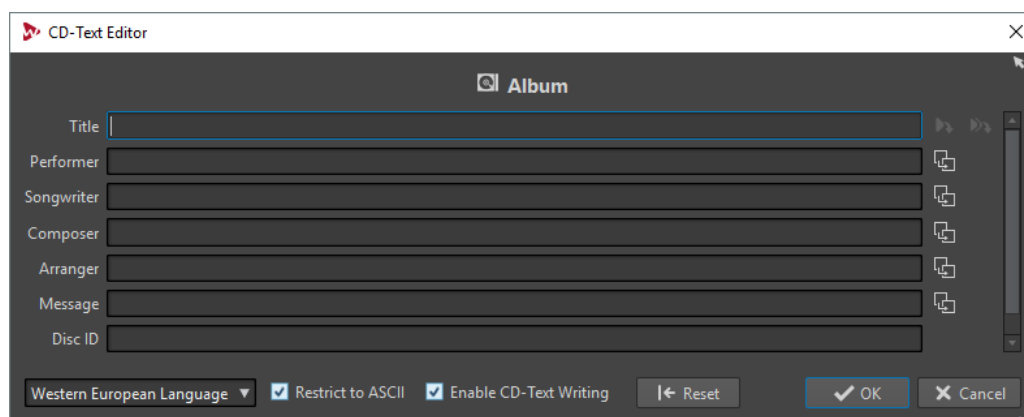 CD-Text Editor
Album
Title
Performer
Songwriter
Composer
Arranger
Message
Disc ID
Western European Language Restrict to ASCII Enable CD-Text Writing Reset OK Cancel